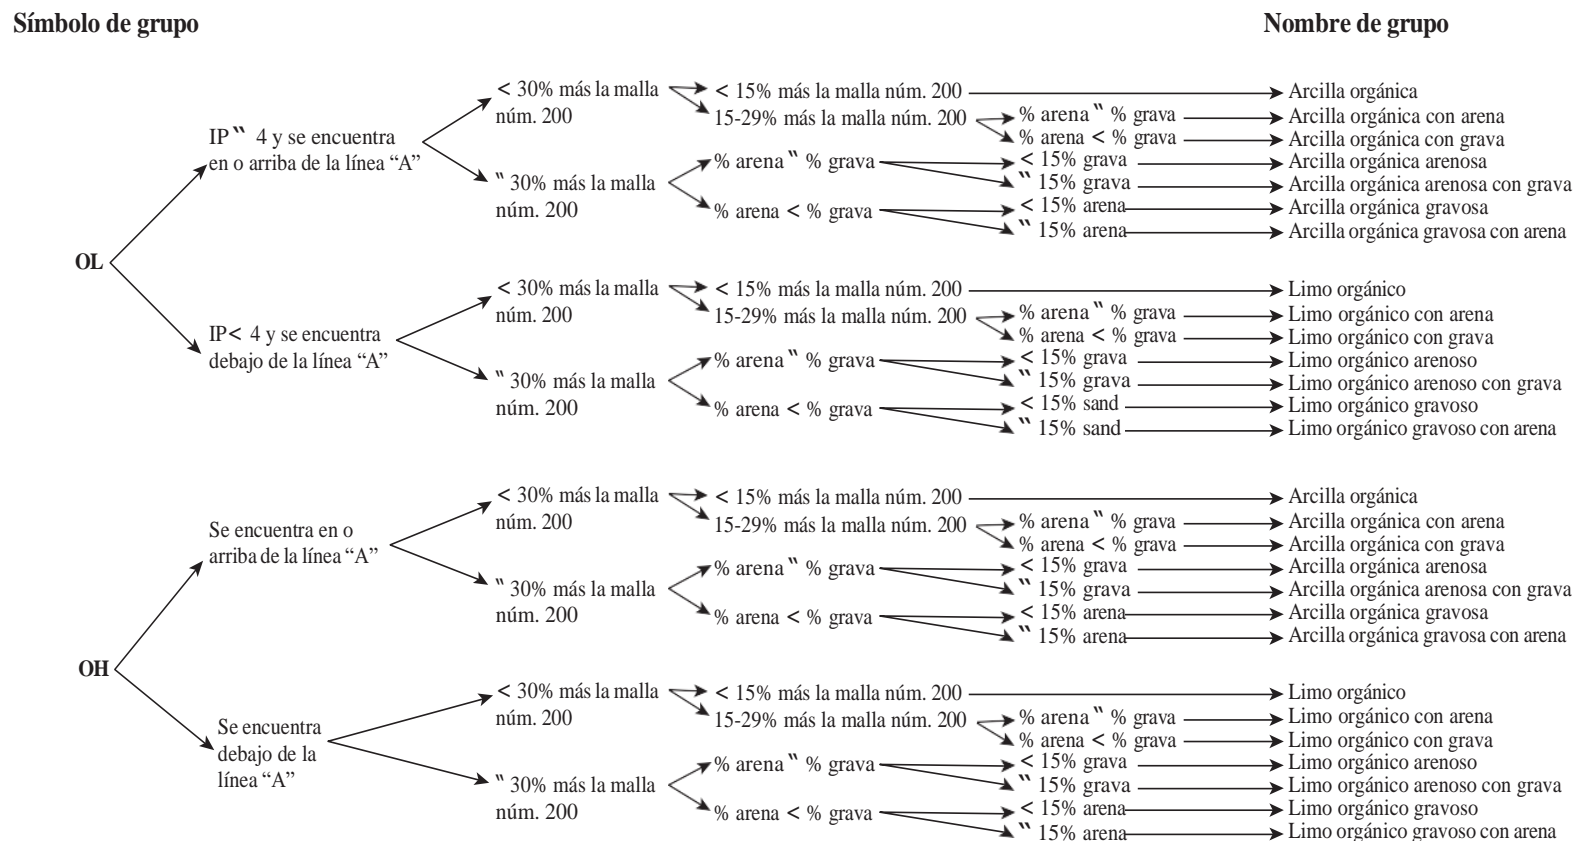 Símbolo de grupo
Nombre de grupo
OL
IP‟ 4 y se encuentra
en o arriba de la línea “A”
< 30% más la malla
núm. 200
< 15% más la malla núm. 200
Arcilla orgánica
15-29% más la malla núm. 200
% arena ‟ % grava
Arcilla orgánica con arena
% arena < % grava
Arcilla orgánica con grava
‟ 30% más la malla
núm. 200
% arena ‟ % grava
< 15% grava
Arcilla orgánica arenosa
‟ 15% grava
Arcilla orgánica arenosa con grava
% arena < % grava
< 15% arena
Arcilla orgánica gravosa
‟ 15% arena
Arcilla orgánica gravosa con arena
IP< 4 y se encuentra
debajo de la línea “A”
< 30% más la malla
núm. 200
< 15% más la malla núm. 200
Limo orgánico
15-29% más la malla núm. 200
% arena ‟ % grava
Limo orgánico con arena
% arena < % grava
Limo orgánico con grava
‟ 30% más la malla
núm. 200
% arena ‟ % grava
< 15% grava
Limo orgánico arenoso
‟ 15% grava
Limo orgánico arenoso con grava
% arena < % grava
< 15% sand
Limo orgánico gravoso
‟ 15% sand
Limo orgánico gravoso con arena
OH
Se encuentra en o
arriba de la línea “A”
< 30% más la malla
núm. 200
< 15% más la malla núm. 200
Arcilla orgánica
15-29% más la malla núm. 200
% arena ‟ % grava
Arcilla orgánica con arena
% arena < % grava
Arcilla orgánica con grava
‟ 30% más la malla
núm. 200
% arena ‟ % grava
< 15% grava
Arcilla orgánica arenosa
‟ 15% grava
Arcilla orgánica arenosa con grava
% arena < % grava
< 15% arena
Arcilla orgánica gravosa
‟ 15% arena
Arcilla orgánica gravosa con arena
Se encuentra
debajo de la
línea “A”
< 30% más la malla
núm. 200
< 15% más la malla núm. 200
Limo orgánico
15-29% más la malla núm. 200
% arena ‟ % grava
Limo orgánico con arena
% arena < % grava
Limo orgánico con grava
‟ 30% más la malla
núm. 200
% arena ‟ % grava
< 15% grava
Limo orgánico arenoso
‟ 15% grava
Limo orgánico arenoso con grava
% arena < % grava
< 15% arena
Limo orgánico gravoso
‟ 15% arena
Limo orgánico gravoso con arena